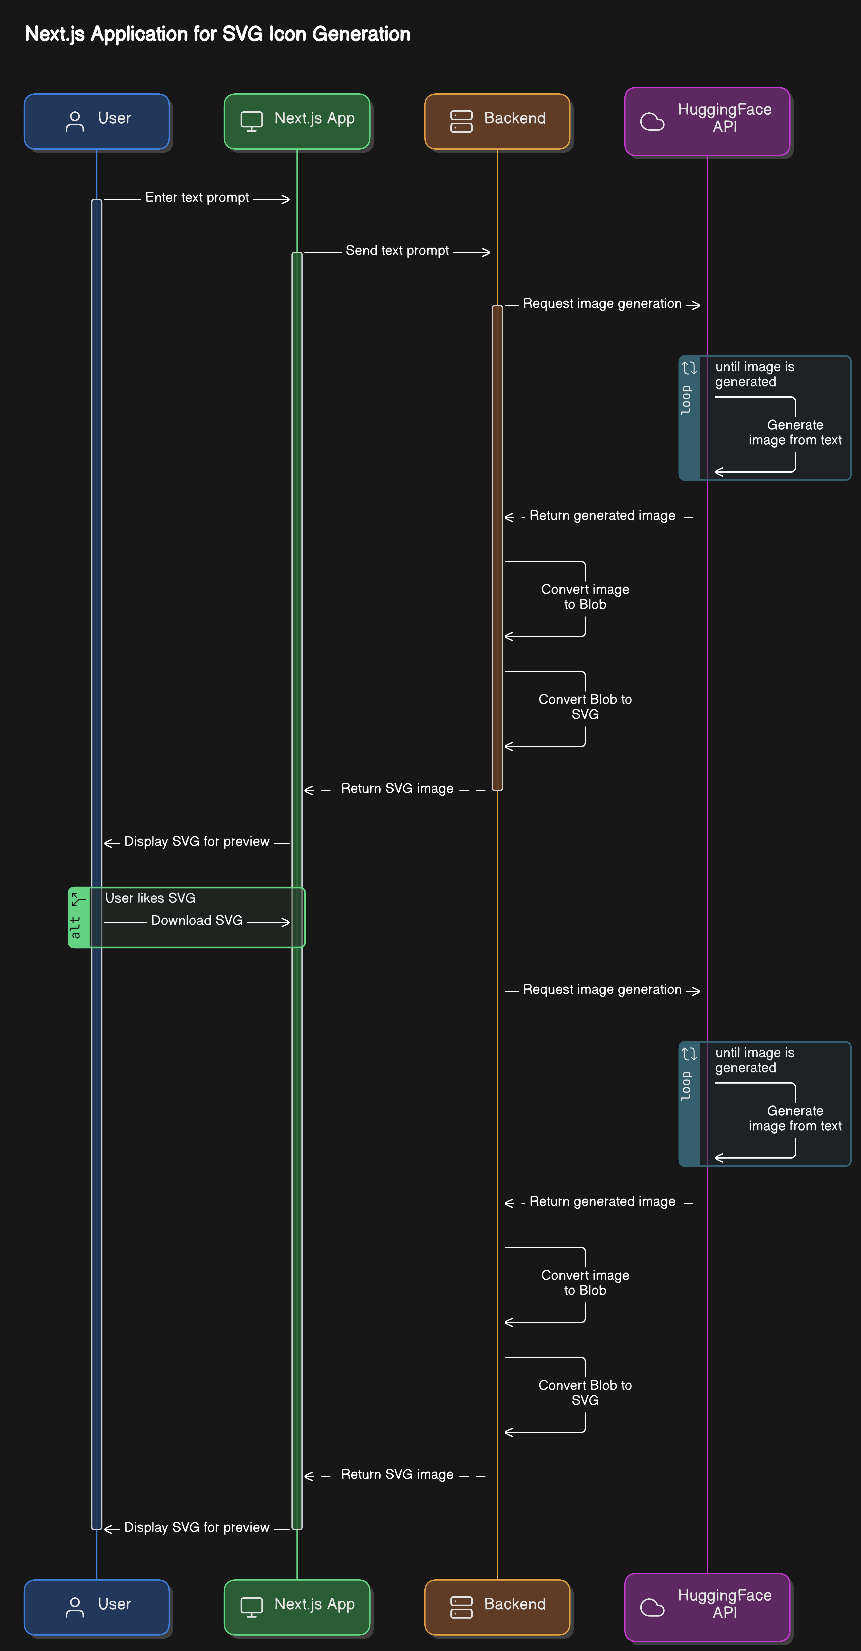 Next.js Application for SVG Icon Generation
User
Next.js App
Backend
HuggingFace
API
Enter text prompt
Send text prompt
Request image generation
loop
until image is
generated
Generate
image from text
Return generated image
Convert image
to Blob
Convert Blob to
SVG
Return SVG image
Display SVG for preview
alt
User likes SVG
Download SVG
Request image generation
loop
until image is
generated
Generate
image from text
Return generated image
Convert image
to Blob
Convert Blob to
SVG
Return SVG image
Display SVG for preview
User
Next.js App
Backend
HuggingFace
API